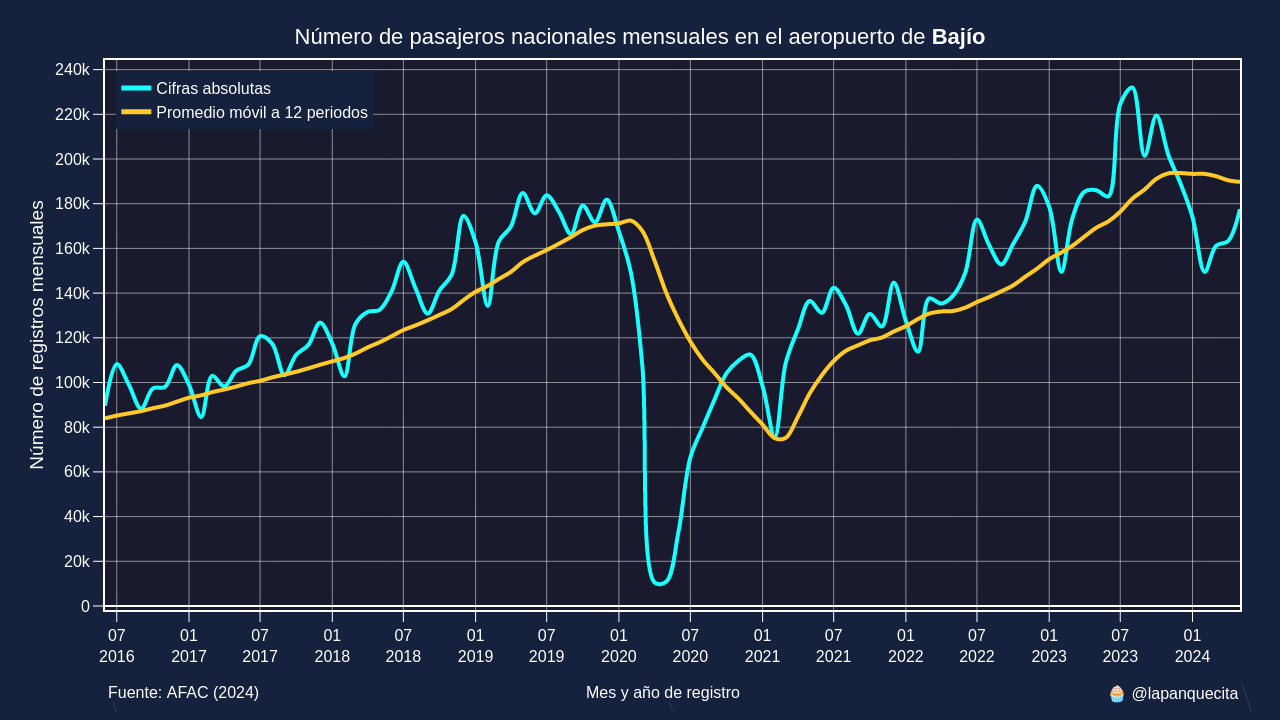 Número de pasajeros nacionales mensuales en el aeropuerto de Bajío
Cifras absolutas
Promedio móvil a 12 periodos
Número de registros mensuales
240k
220k
200k
180k
160k
140k
120k
100k
80k
60k
40k
20k
0
07 01 07 01 07 01 07 01 07 01 07 01 07 01 07 01
2016 2017 2017 2018 2018 2019 2019 2020 2020 2021 2021 2022 2022 2023 2023 2024
Fuente: AFAC (2024) Mes y año de registro 🧁 @lapanquecita